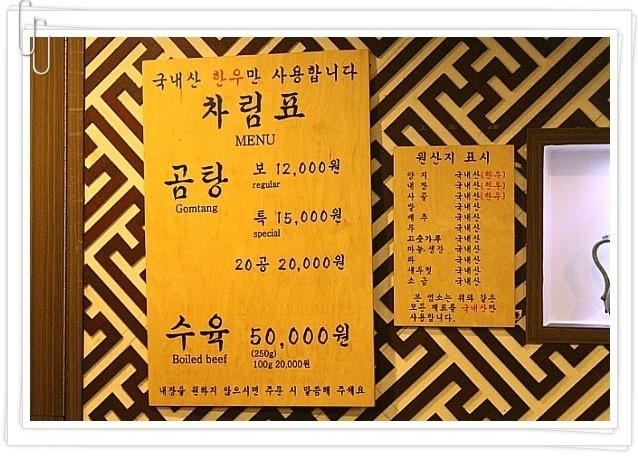 국내산 한우만 사용합니다
차림표
MENU
곰탕 보 12,000원
Gomtang regular
특 15,000원
special
20공 20,000원
수육 50,000원
Boiled beef (250g)
100g 20,000원
내장을 원하지 않으시면 주문 시 말씀해 주세요
원산지 표시
양지 국내산(한우)
내장 국내산(한우)
사골 국내산(한우)
쌀 국내산
배추 국내산
무 국내산
고춧가루 국내산
마늘,생강 국내산
파 국내산
새우젓 국내산
소금 국내산
본 업소는 위와 같은
모든 재료를 국내산만
사용합니다.